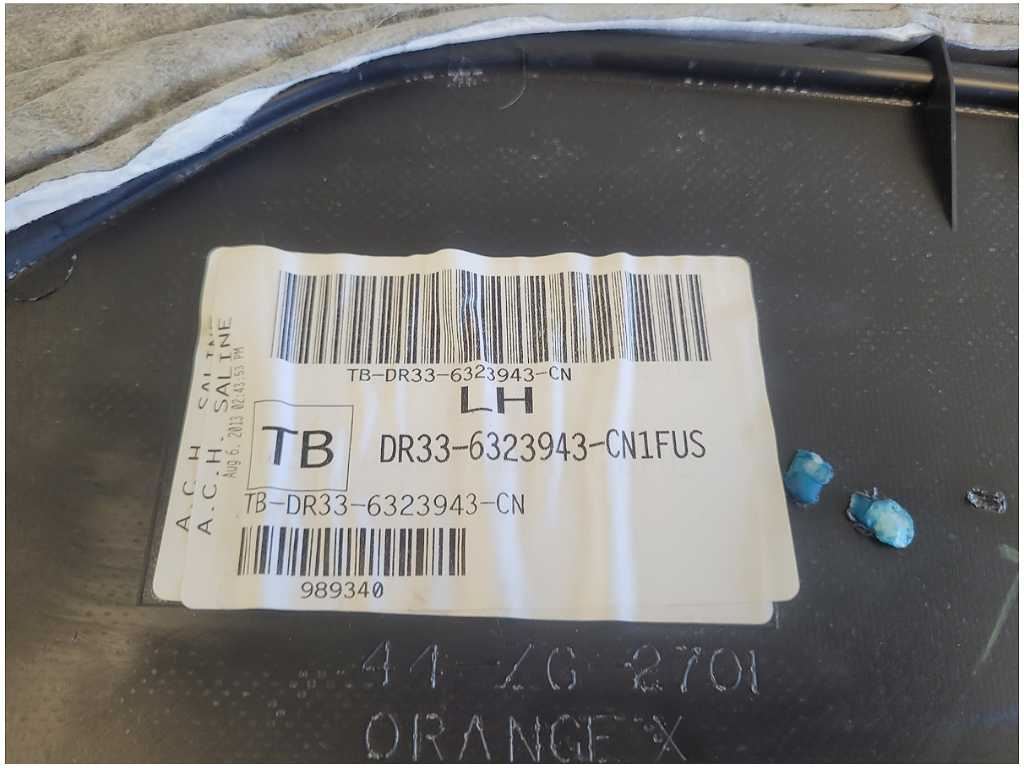 TB-DR33-6323943-CN
LH
TB
DR33-6323943-CN1FUS
TB-DR33-6323943-CN
989340
A.C.H. SALINE
A.C.H. SALINE
Aug 6, 2013 02:43:53 PM
2701
ORANGE X